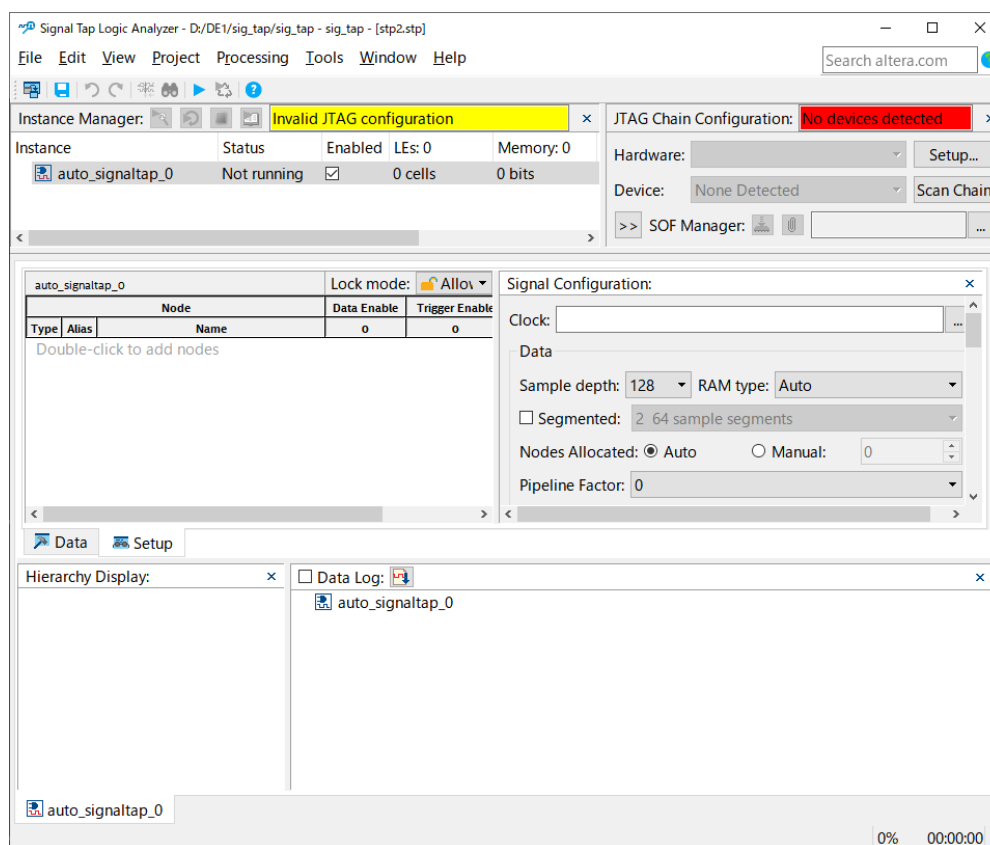 Signal Tap Logic Analyzer - D:/DE1/sig_tap/sig_tap - sig_tap - [stp2.stp]
File Edit View Project Processing Tools Window Help
Search altera.com
Instance Manager: Invalid JTAG configuration
JTAG Chain Configuration: No devices detected
Instance Status Enabled LEs: 0 Memory: 0
auto_signaltap_0 Not running 0 cells 0 bits
Hardware: Setup...
Device: None Detected Scan Chain
>> SOF Manager: ...
auto_signaltap_0 Lock mode: Allov
Node Data Enable Trigger Enable
Type Alias Name 0 0
Double-click to add nodes
Signal Configuration:
Clock: ...
Data
Sample depth: 128 RAM type: Auto
Segmented: 2 64 sample segments
Nodes Allocated: Auto Manual: 0
Pipeline Factor: 0
Data Setup
Hierarchy Display:
Data Log:
auto_signaltap_0
auto_signaltap_0
0% 00:00:00